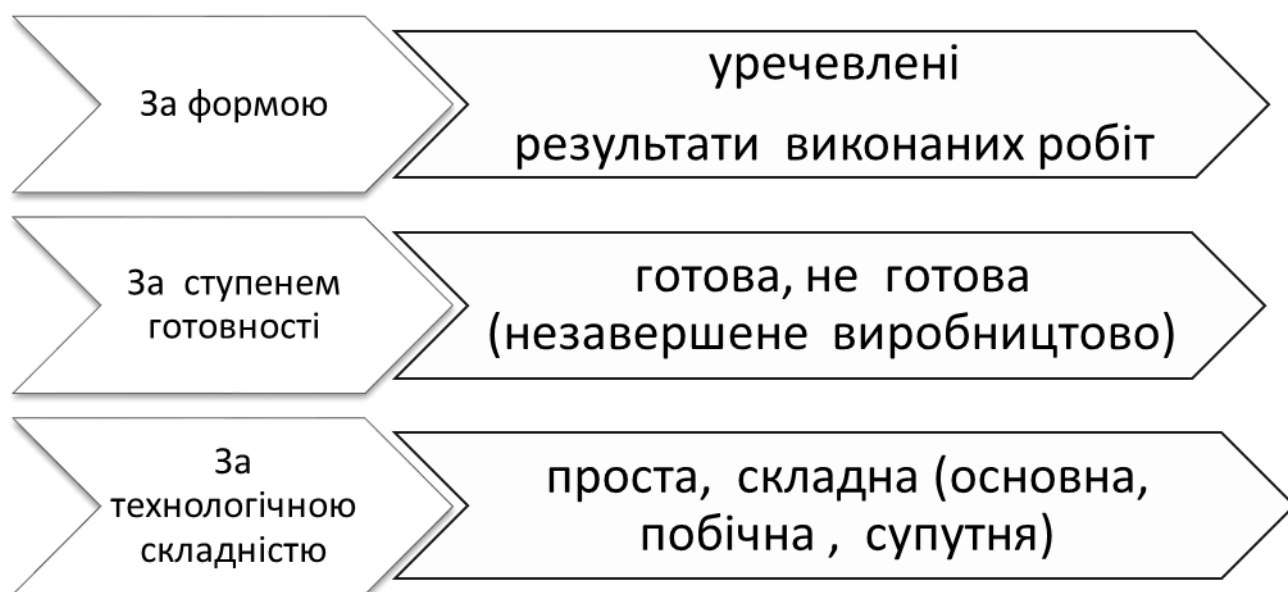 За формою
уречевлені
результати виконаних робіт
За ступенем
готовності
готова, не готова
(незавершене виробництово)
За
технологічною
складністю
проста, складна (основна,
побічна , супутня)